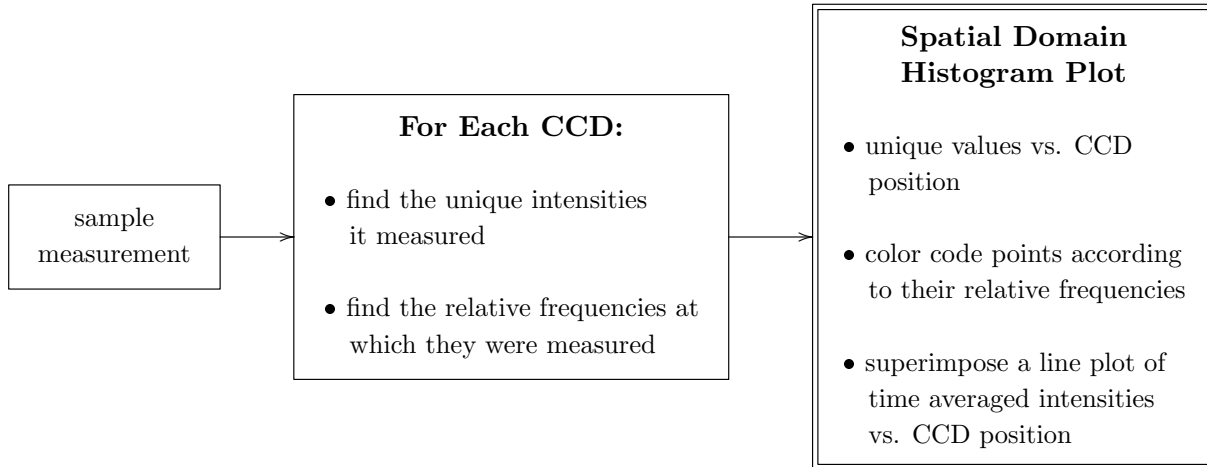 sample
measurement
For Each CCD:
• find the unique intensities
it measured
• find the relative frequencies at
which they were measured
Spatial Domain
Histogram Plot
• unique values vs. CCD
position
• color code points according
to their relative frequencies
• superimpose a line plot of
time averaged intensities
vs. CCD position